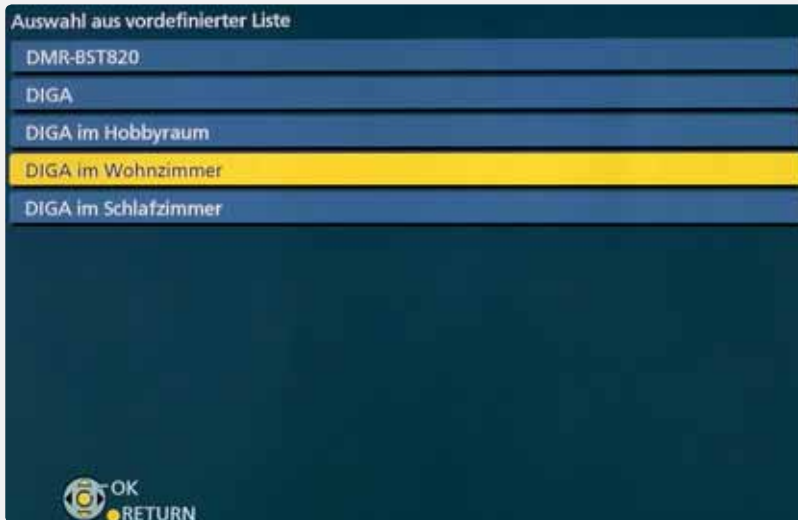 Auswahl aus vordefinierter Liste
DMR-BST820
DIGA
DIGA im Hobbyraum
DIGA im Wohnzimmer
DIGA im Schlafzimmer
OK
RETURN